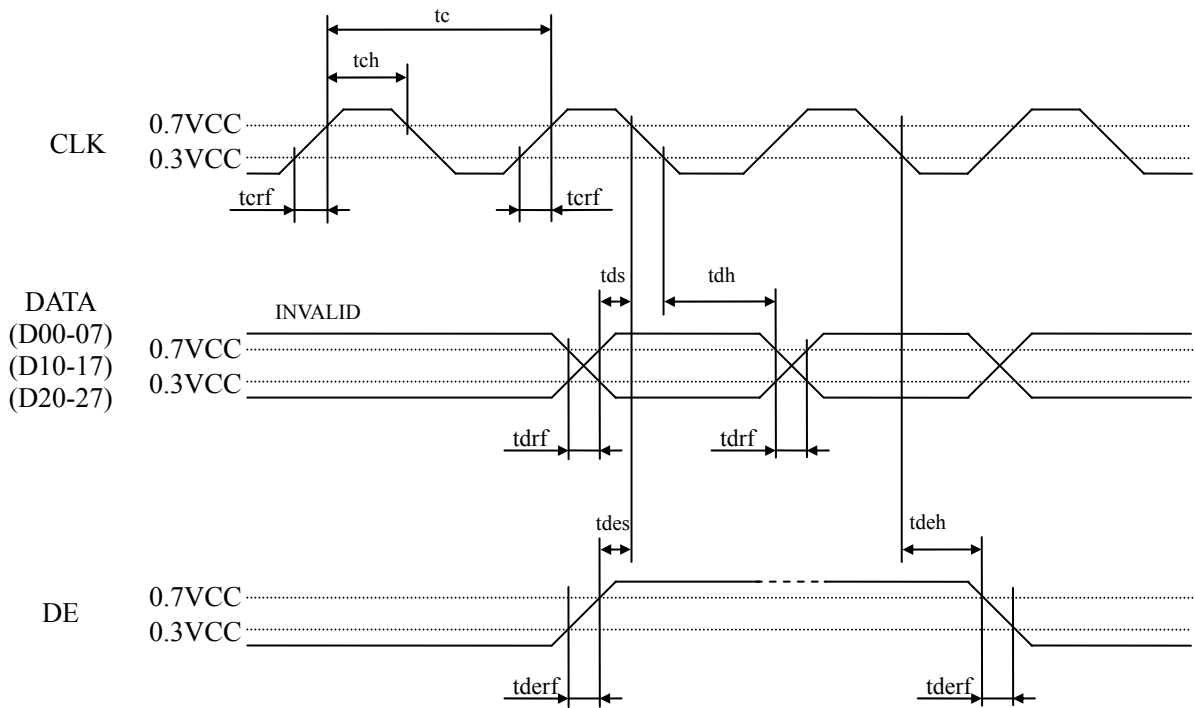 tc
tch
CLK
0.7VCC
0.3VCC
tcrf
tcrf
tds
tdh
DATA
(D00-07)
(D10-17)
(D20-27)
INVALID
0.7VCC
0.3VCC
tdrf
tdrf
tdes
tdeh
DE
0.7VCC
0.3VCC
tderf
tderf